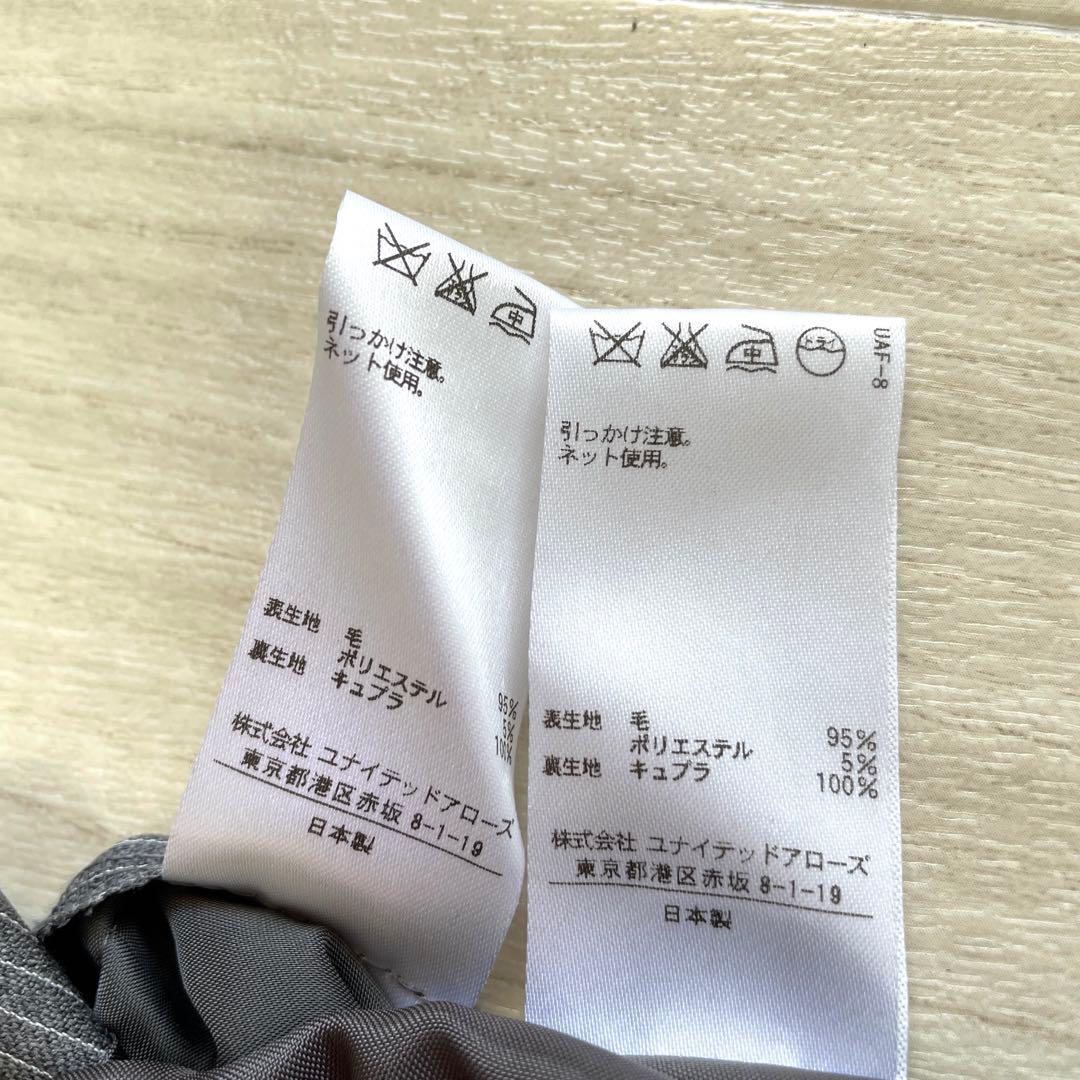 中
引っかけ注意。
ネット使用。
表生地 毛 95%
ポリエステル 5%
裏生地 キュプラ 100%
株式会社 ユナイテッドアローズ
東京都港区赤坂 8-1-19
日本製
中 ドライ
UAF-8
引っかけ注意。
ネット使用。
表生地 毛 95%
ポリエステル 5%
裏生地 キュプラ 100%
株式会社 ユナイテッドアローズ
東京都港区赤坂 8-1-19
日本製